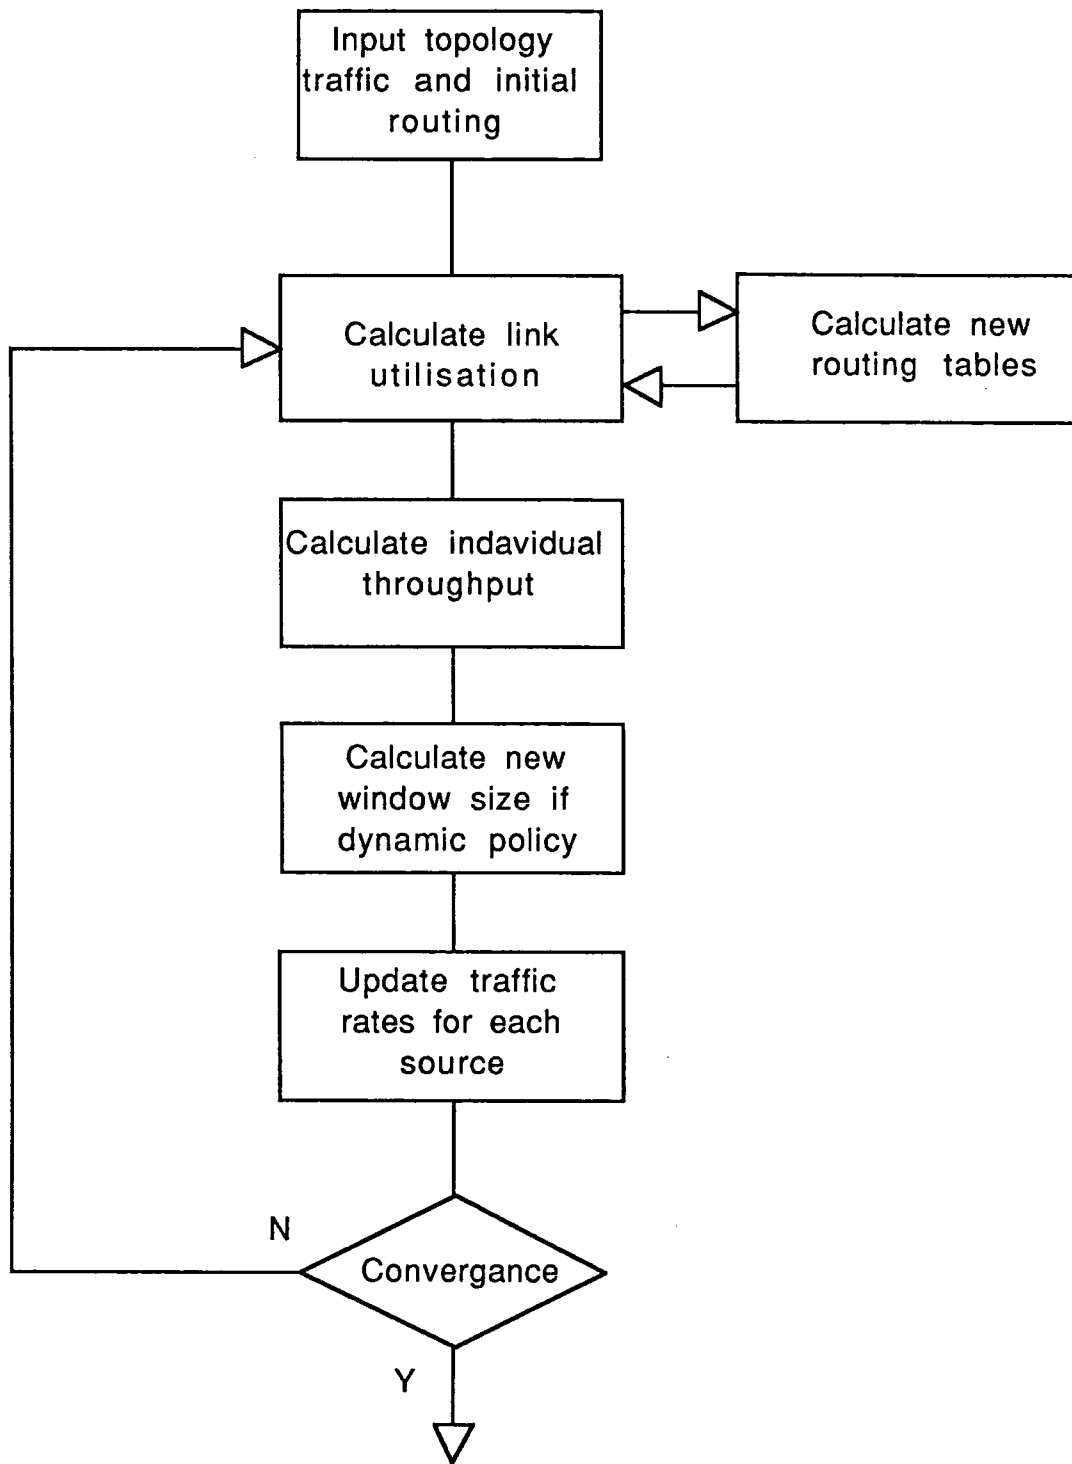 Input topology
traffic and initial
routing
Calculate link
utilisation
Calculate new
routing tables
Calculate indavidual
throughput
Calculate new
window size if
dynamic policy
Update traffic
rates for each
source
N
Convergance
Y